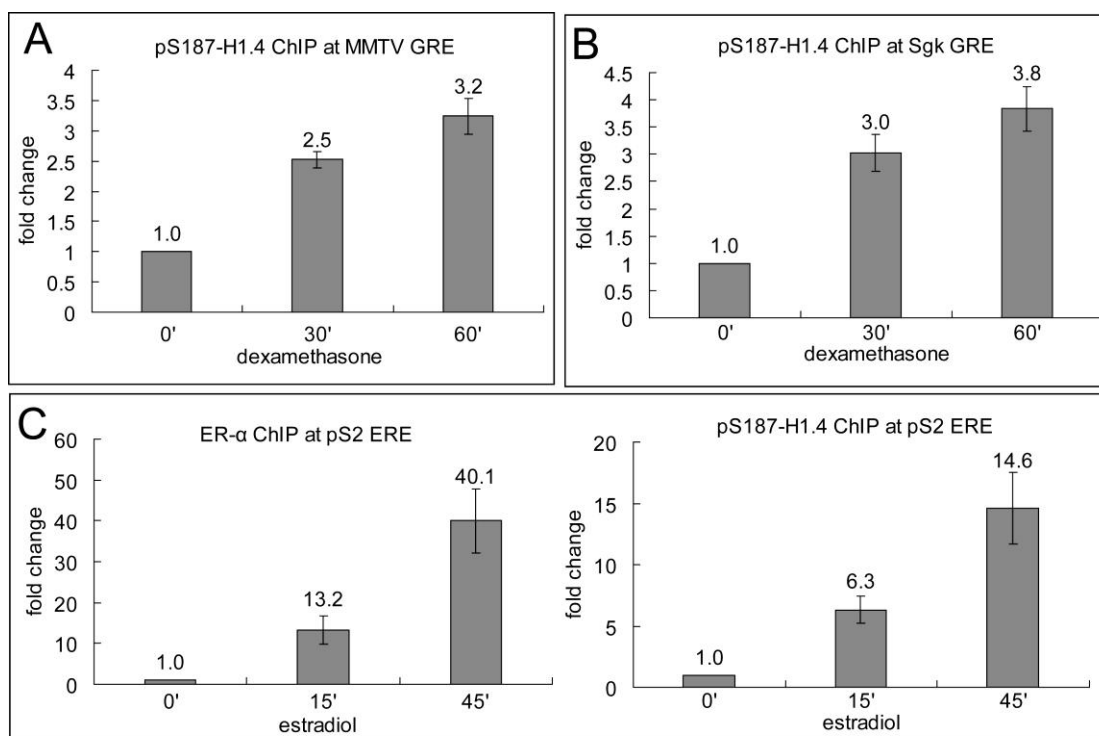 A
pS187-H1.4 ChIP at MMTV GRE
fold change
4
3.5
3
2.5
2
1.5
1
0.5
0
1.0
2.5
3.2
0' 30' 60'
dexamethasone
B
pS187-H1.4 ChIP at Sgk GRE
fold change
4.5
4
3.5
3
2.5
2
1.5
1
0.5
0
1.0
3.0
3.8
0' 30' 60'
dexamethasone
C
ER-α ChIP at pS2 ERE
fold change
60
50
40
30
20
10
0
1.0
13.2
40.1
0' 15' 45'
estradiol
pS187-H1.4 ChIP at pS2 ERE
fold change
20
15
10
5
0
1.0
6.3
14.6
0' 15' 45'
estradiol